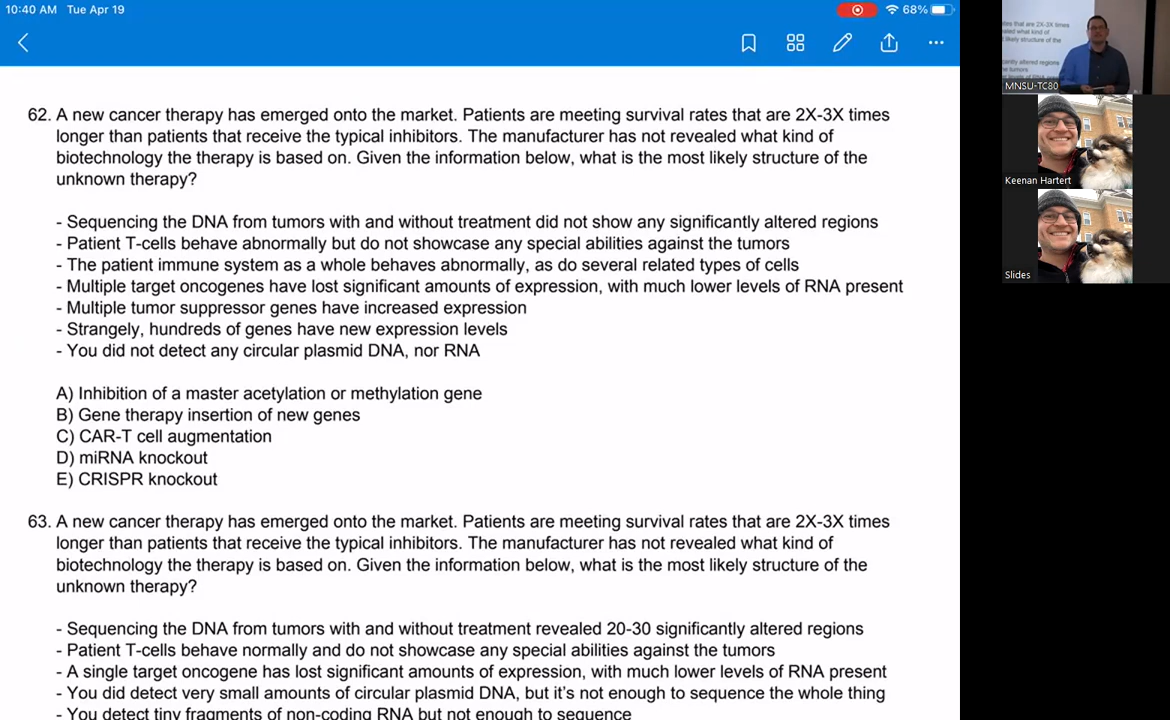 10:40 AM Tue Apr 19
68%
62. A new cancer therapy has emerged onto the market. Patients are meeting survival rates that are 2X-3X times
longer than patients that receive the typical inhibitors. The manufacturer has not revealed what kind of
biotechnology the therapy is based on. Given the information below, what is the most likely structure of the
unknown therapy?
- Sequencing the DNA from tumors with and without treatment did not show any significantly altered regions
- Patient T-cells behave abnormally but do not showcase any special abilities against the tumors
- The patient immune system as a whole behaves abnormally, as do several related types of cells
- Multiple target oncogenes have lost significant amounts of expression, with much lower levels of RNA present
- Multiple tumor suppressor genes have increased expression
- Strangely, hundreds of genes have new expression levels
- You did not detect any circular plasmid DNA, nor RNA
A) Inhibition of a master acetylation or methylation gene
B) Gene therapy insertion of new genes
C) CAR-T cell augmentation
D) miRNA knockout
E) CRISPR knockout
63. A new cancer therapy has emerged onto the market. Patients are meeting survival rates that are 2X-3X times
longer than patients that receive the typical inhibitors. The manufacturer has not revealed what kind of
biotechnology the therapy is based on. Given the information below, what is the most likely structure of the
unknown therapy?
- Sequencing the DNA from tumors with and without treatment revealed 20-30 significantly altered regions
- Patient T-cells behave normally and do not showcase any special abilities against the tumors
- A single target oncogene has lost significant amounts of expression, with much lower levels of RNA present
- You did detect very small amounts of circular plasmid DNA, but it's not enough to sequence the whole thing
- You detect tiny fragments of non-coding RNA but not enough to sequence
MNSU-TC80
Keenan Hartert
Slides